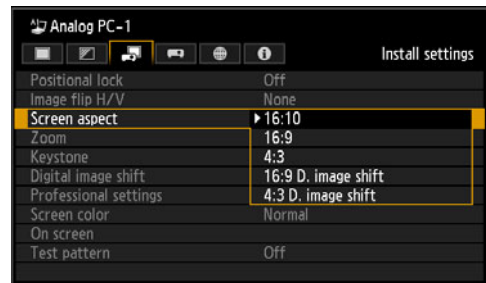 Analog PC-1
Install settings
Positional lock Off
Image flip H/V None
Screen aspect 16:10
Zoom 16:9
Keystone 4:3
Digital image shift 16:9 D. image shift
Professional settings 4:3 D. image shift
Screen color Normal
On screen
Test pattern Off